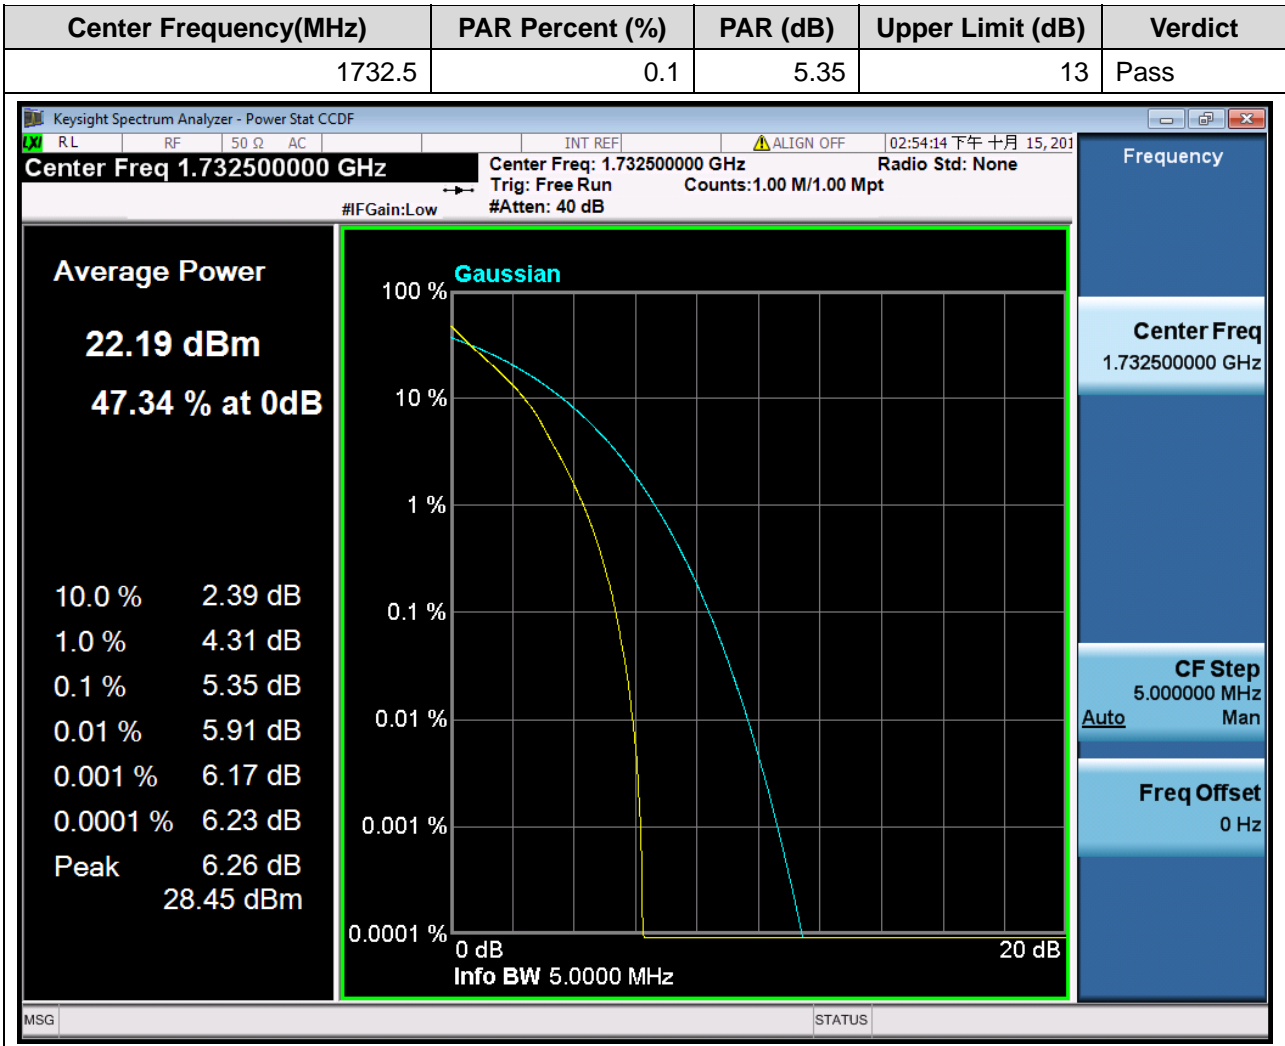 Center Frequency(MHz) PAR Percent (%) PAR (dB) Upper Limit (dB) Verdict
1732.5 0.1 5.35 13 Pass
Keysight Spectrum Analyzer - Power Stat CCDF
LXI RL RF 50 Ω AC INT REF ALIGN OFF 02:54:14 下午 十月 15, 201
Center Freq 1.732500000 GHz
Center Freq: 1.732500000 GHz Radio Std: None
Trig: Free Run Counts:1.00 M/1.00 Mpt
#IFGain:Low #Atten: 40 dB
Average Power
22.19 dBm
47.34 % at 0dB
10.0 % 2.39 dB
1.0 % 4.31 dB
0.1 % 5.35 dB
0.01 % 5.91 dB
0.001 % 6.17 dB
0.0001 % 6.23 dB
Peak 6.26 dB
28.45 dBm
Gaussian
100 %
10 %
1 %
0.1 %
0.01 %
0.001 %
0.0001 %
0 dB 20 dB
Info BW 5.0000 MHz
Frequency
Center Freq
1.732500000 GHz
CF Step
5.000000 MHz
Auto Man
Freq Offset
0 Hz
MSG STATUS